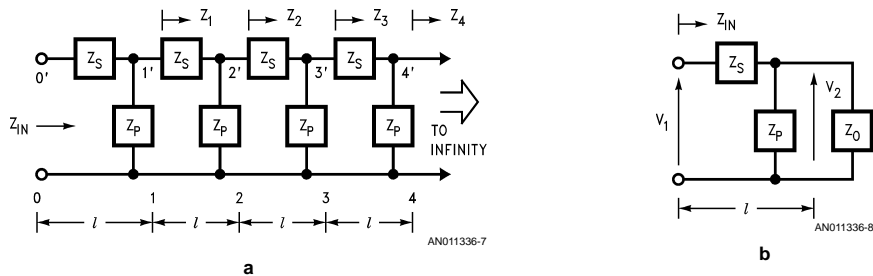 Z1 Z2 Z3 Z4
ZS ZS ZS ZS
0' 1' 2' 3' 4'
ZIN ZP ZP ZP ZP
TO
INFINITY
0 1 2 3 4
l l l l
AN011336-7
a
ZIN
ZS
V1 ZP V2 ZO
l
AN011336-8
b